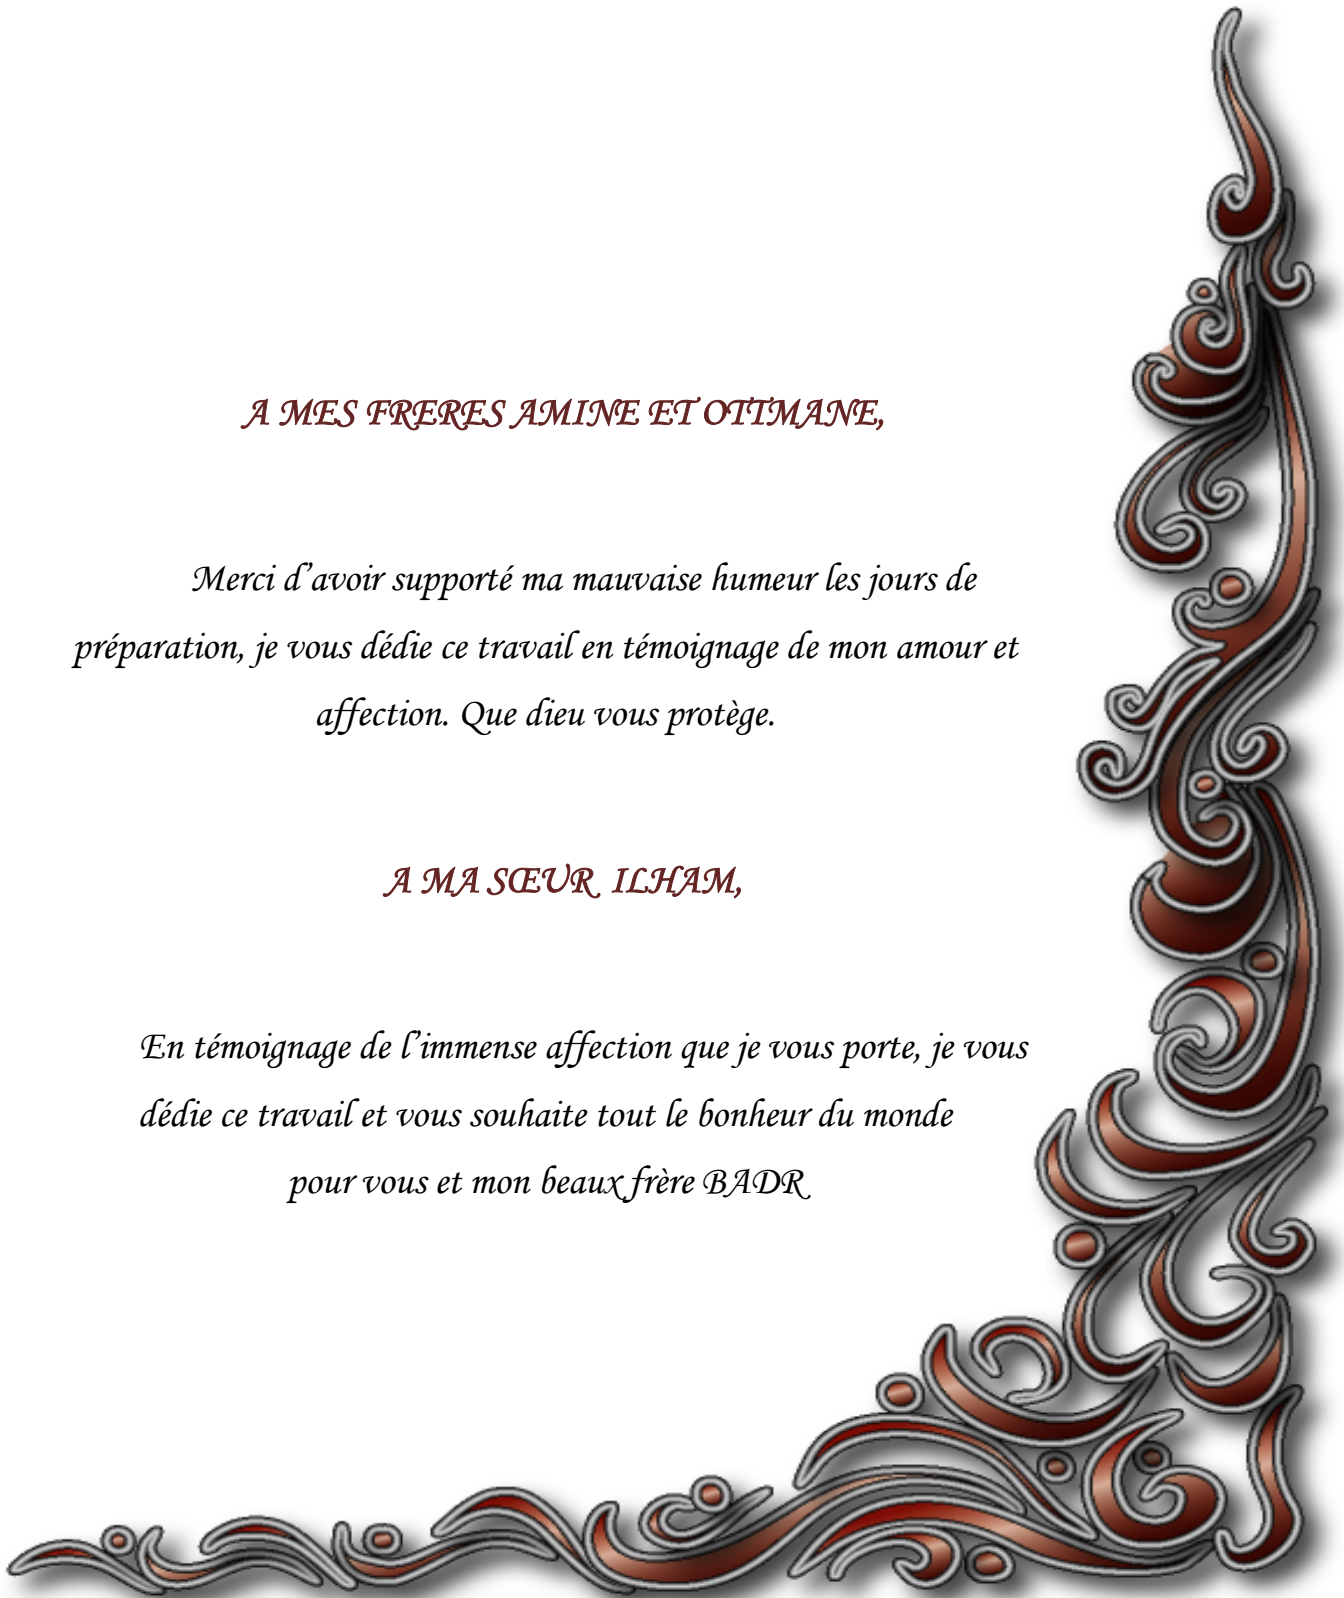 A MES FRERES AMINE ET OTTMANE,
Merci d'avoir supporté ma mauvaise humeur les jours de
préparation, je vous dédie ce travail en témoignage de mon amour et
affection. Que dieu vous protège.
A MA SŒUR ILHAM,
En témoignage de l'immense affection que je vous porte, je vous
dédie ce travail et vous souhaite tout le bonheur du monde
pour vous et mon beaux frère BADR